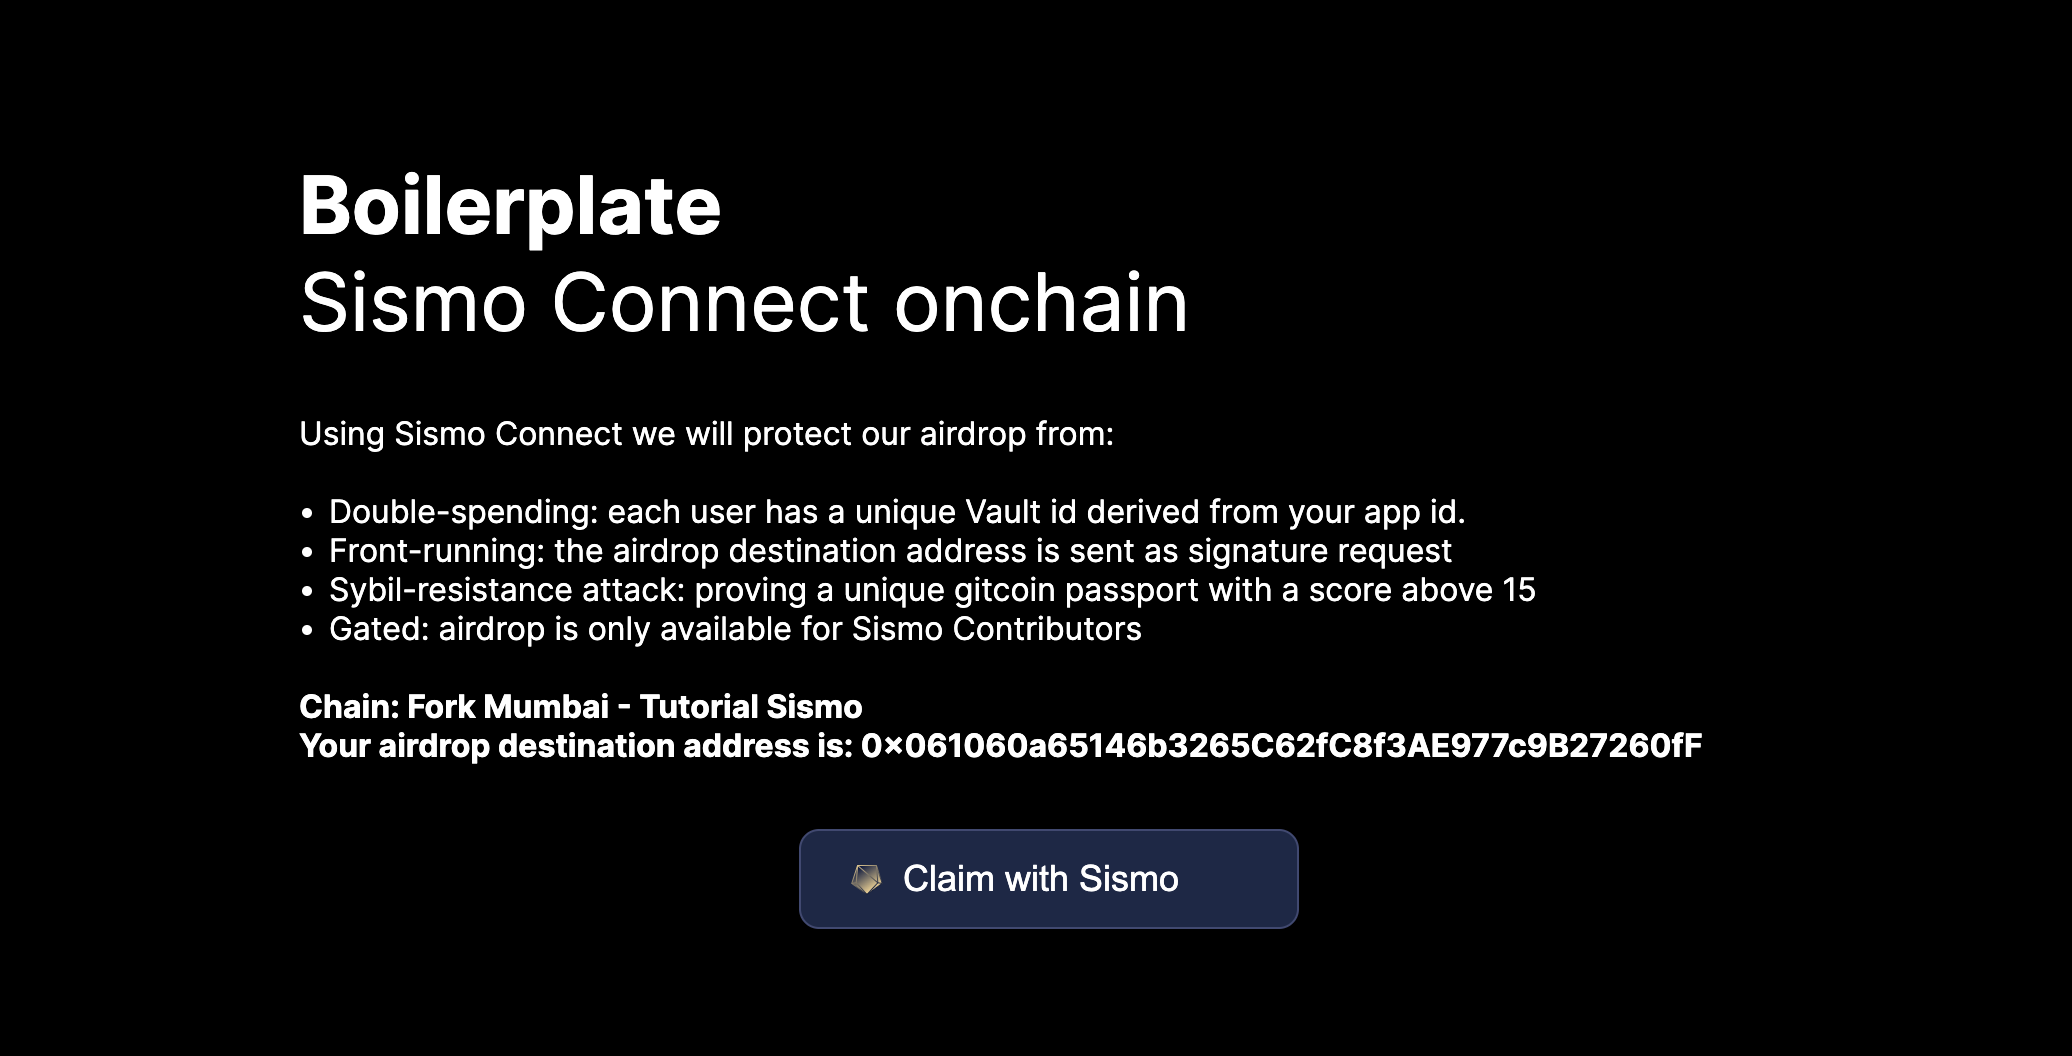 Boilerplate
Sismo Connect onchain
Using Sismo Connect we will protect our airdrop from:
• Double-spending: each user has a unique Vault id derived from your app id.
• Front-running: the airdrop destination address is sent as signature request
• Sybil-resistance attack: proving a unique gitcoin passport with a score above 15
• Gated: airdrop is only available for Sismo Contributors
Chain: Fork Mumbai - Tutorial Sismo
Your airdrop destination address is: 0x061060a65146b3265C62fC8f3AE977c9B27260fF
Claim with Sismo